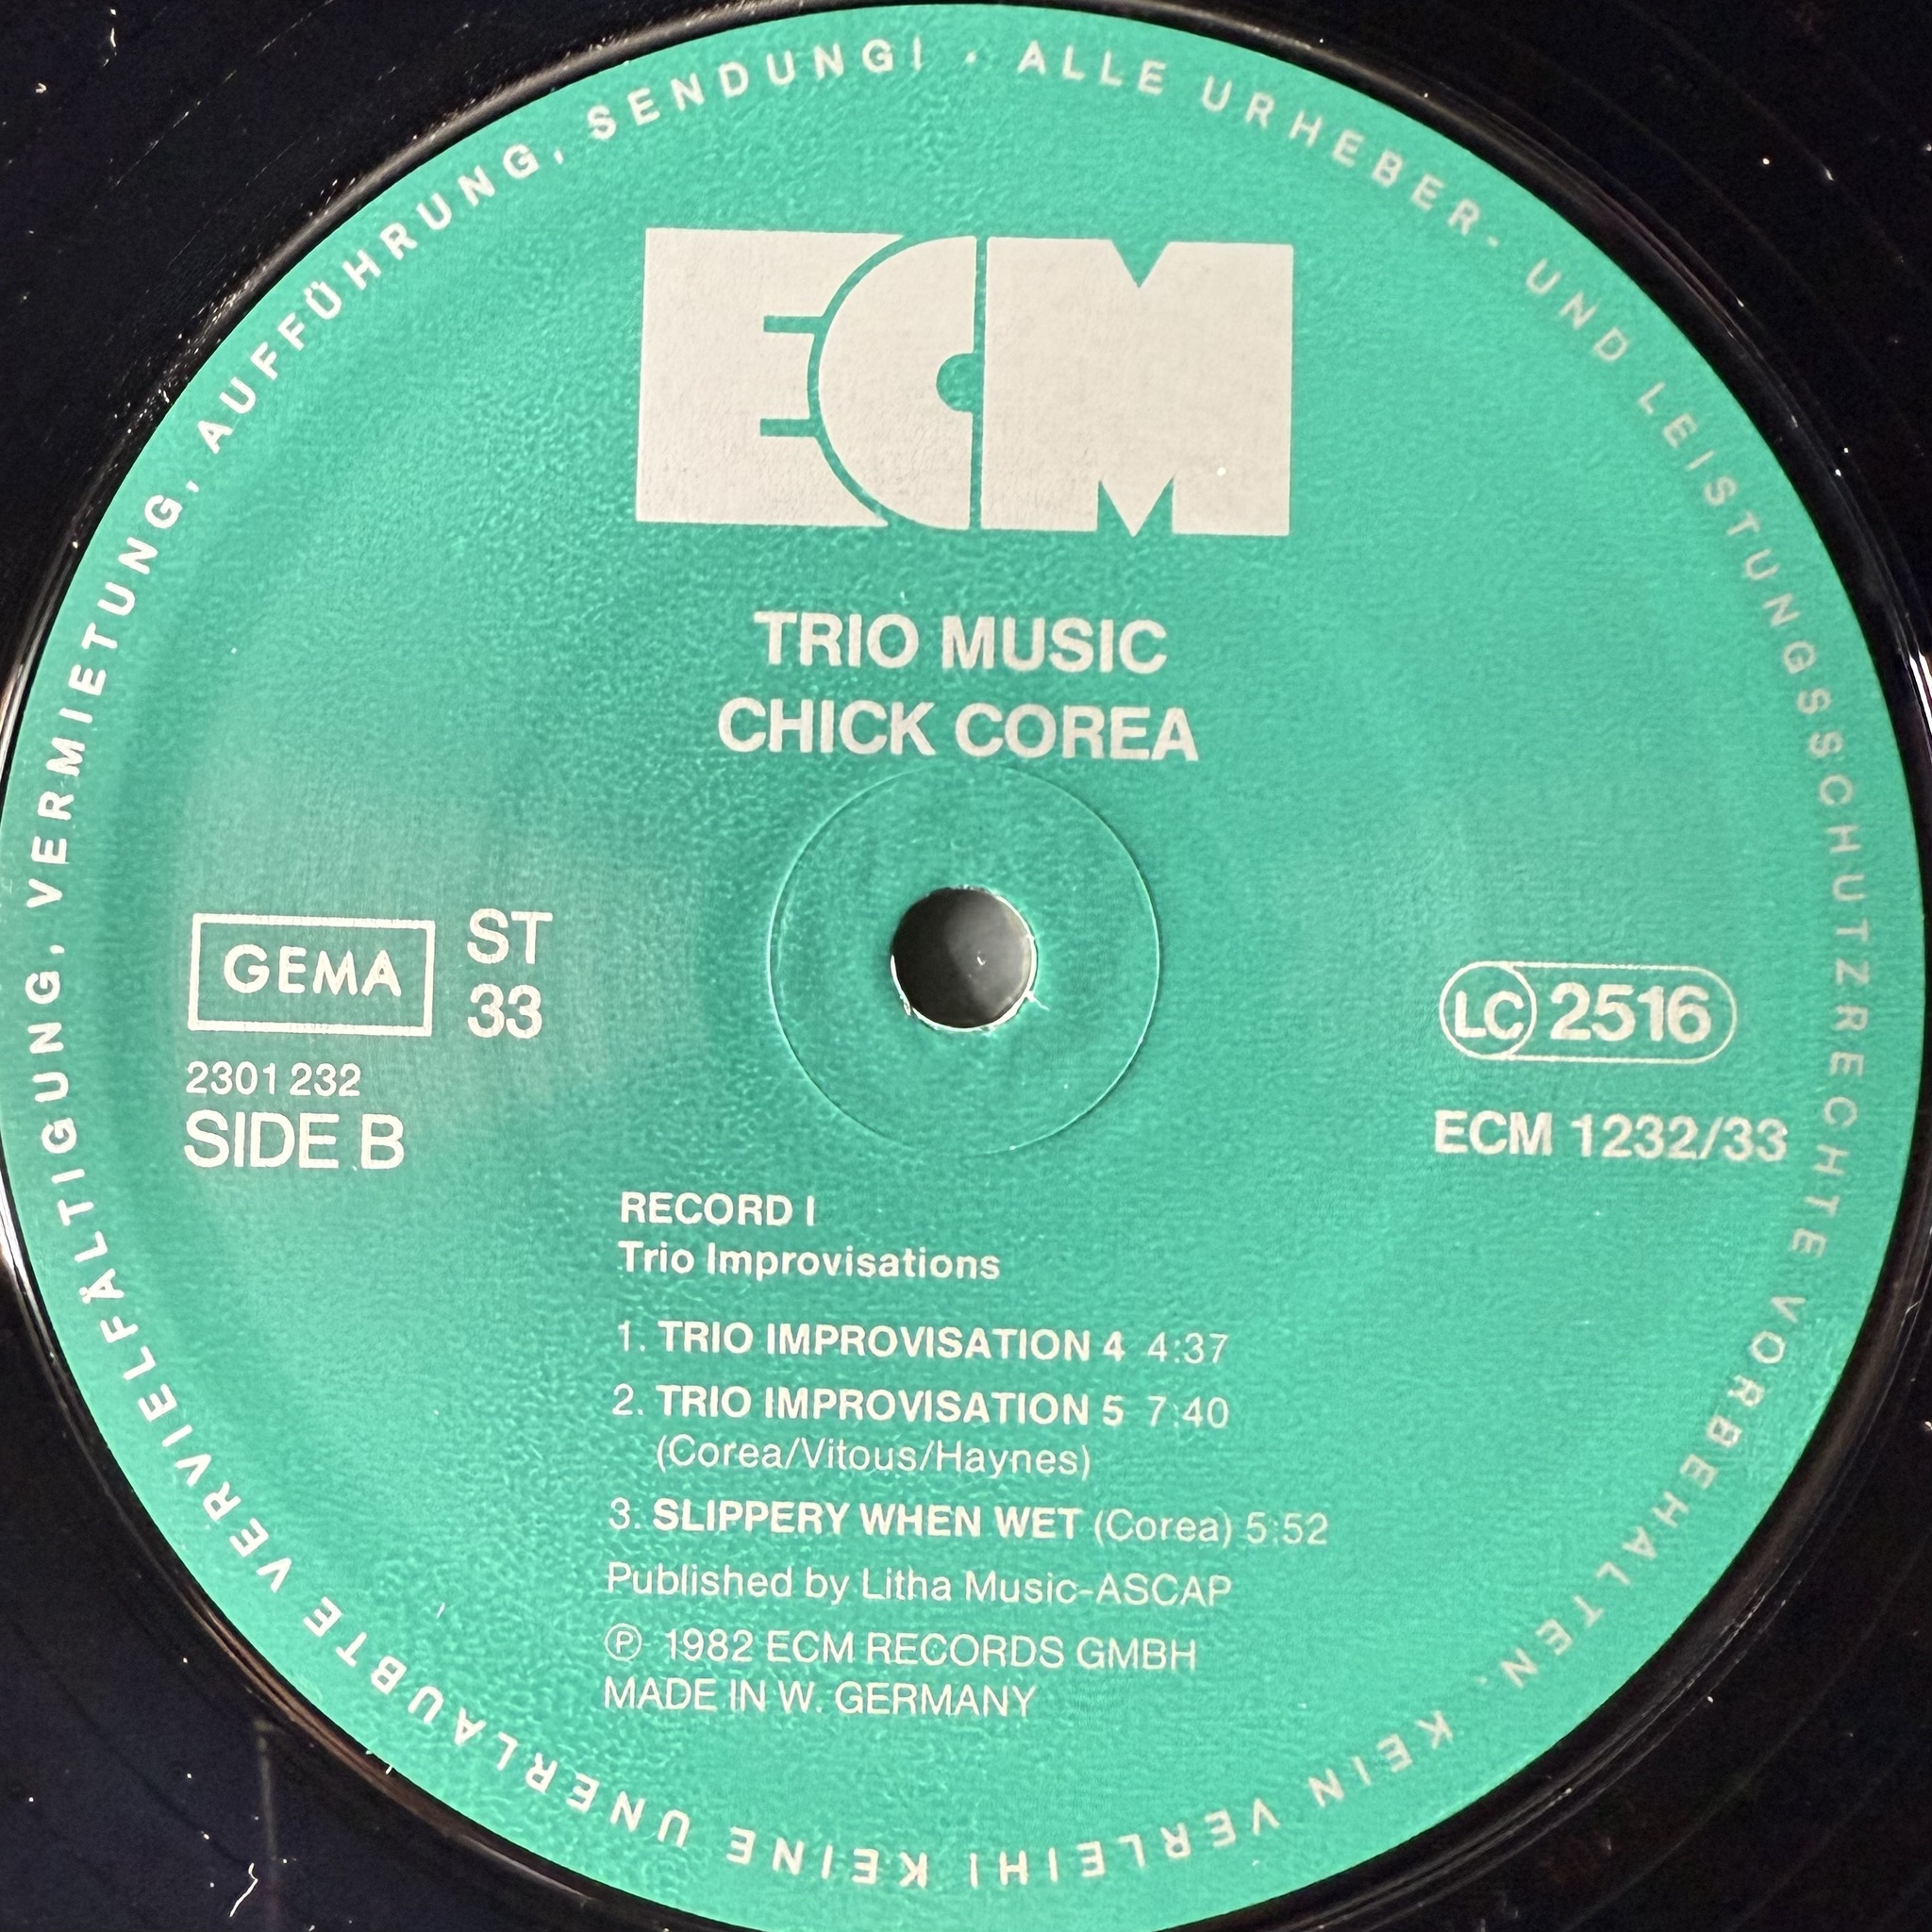 ALLE URHEBER- UND LEISTUNGSSCHUTZRECHTE VORBEHALTEN. KEIN VERLEIH! KEINE UNERLAUBTE VERVIELFÄLTIGUNG, VERMIETUNG, AUFFÜHRUNG, SENDUNG! ·
ECM
TRIO MUSIC
CHICK COREA
GEMA
ST
33
2301 232
SIDE B
LC 2516
ECM 1232/33
RECORD I
Trio Improvisations
1. TRIO IMPROVISATION 4 4:37
2. TRIO IMPROVISATION 5 7:40
(Corea/Vitous/Haynes)
3. SLIPPERY WHEN WET (Corea) 5:52
Published by Litha Music-ASCAP
Ⓟ 1982 ECM RECORDS GMBH
MADE IN W. GERMANY